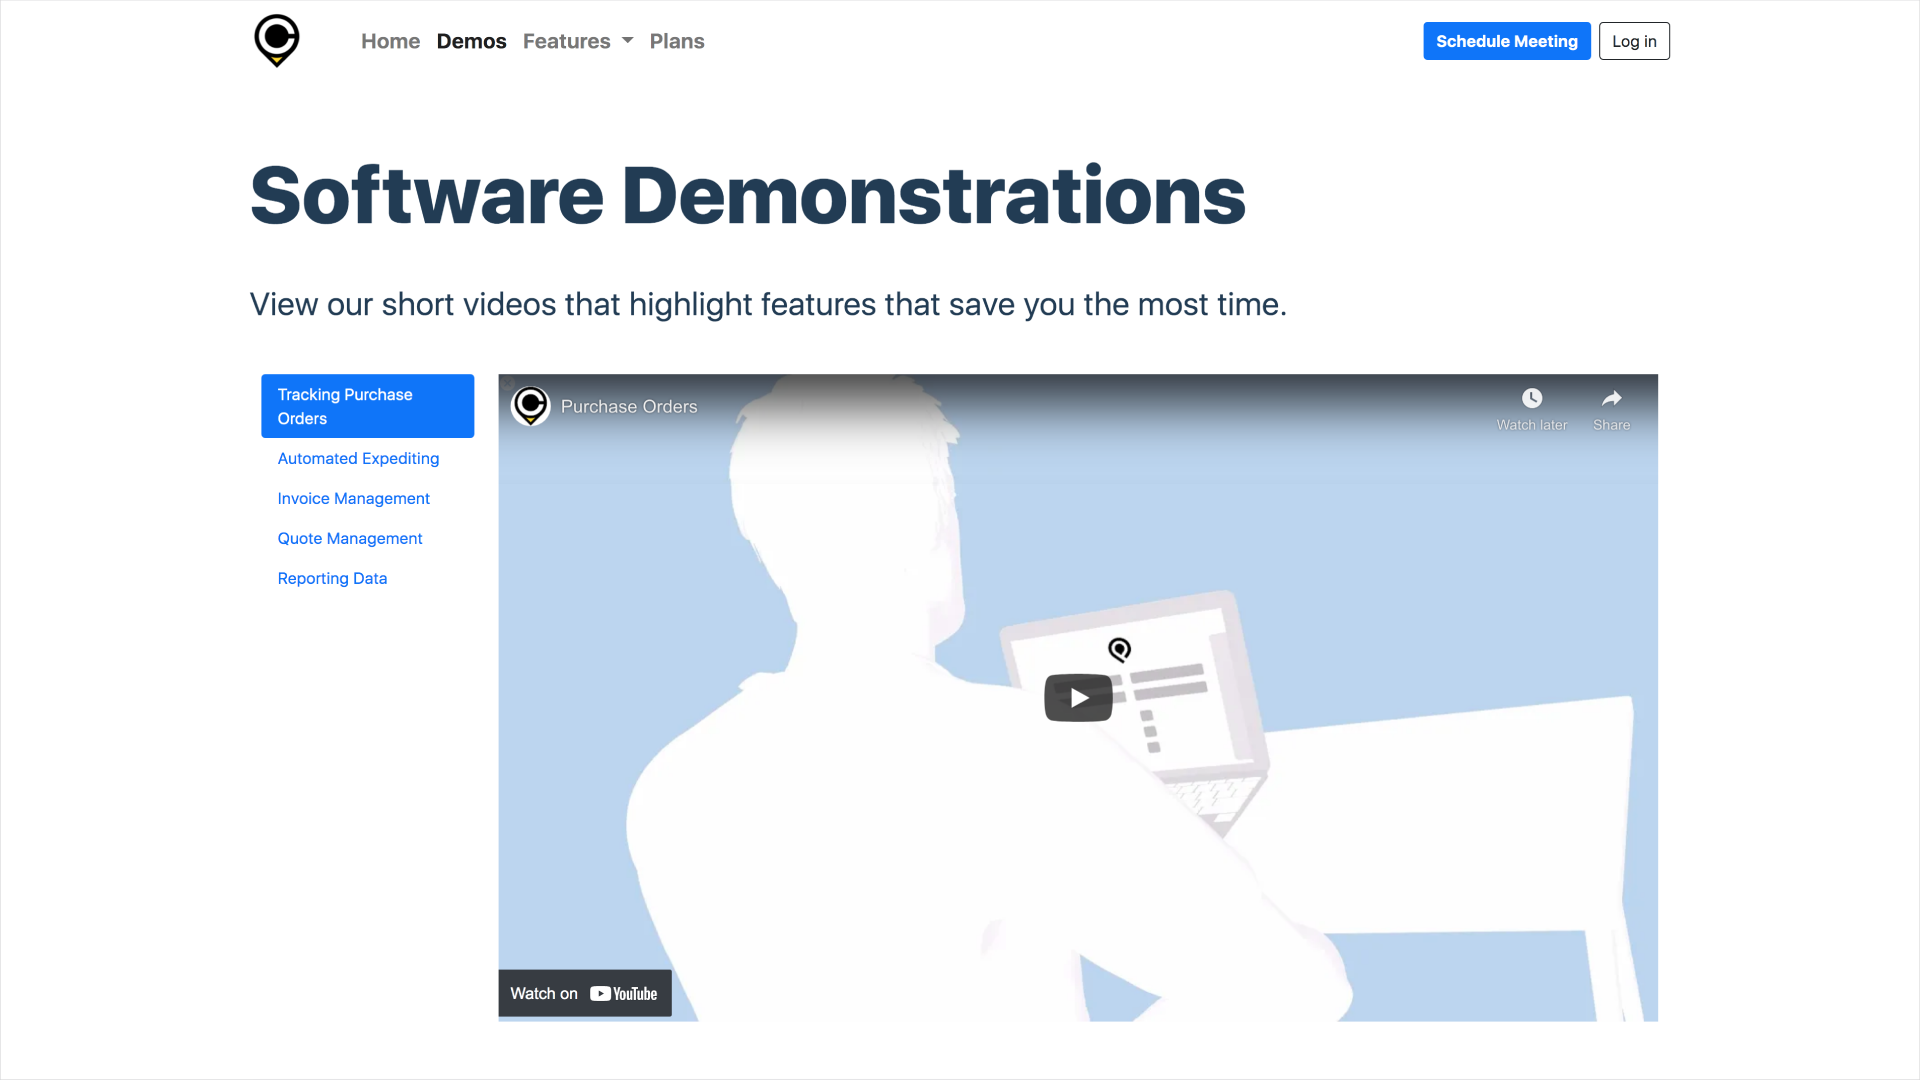 Home Demos Features Plans Schedule Meeting Log in
Software Demonstrations
View our short videos that highlight features that save you the most time.
Tracking Purchase
Orders
Automated Expediting
Invoice Management
Quote Management
Reporting Data
Purchase Orders
Watch later Share
Watch on YouTube